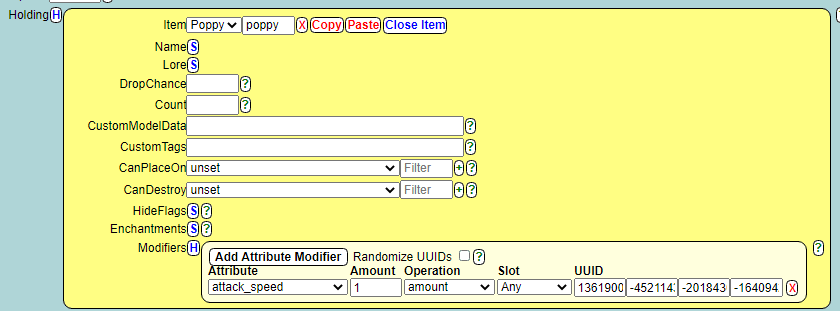 Holding H
Item Poppy poppy X Copy Paste Close Item
Name S
Lore S
DropChance ?
Count ?
CustomModelData ?
CustomTags ?
CanPlaceOn unset Filter + ?
CanDestroy unset Filter + ?
HideFlags S ?
Enchantments S ?
Modifiers H ?
Add Attribute Modifier Randomize UUIDs ?
Attribute Amount Operation Slot UUID
attack_speed 1 amount Any 1361900 -452114 -201843 -164094 X